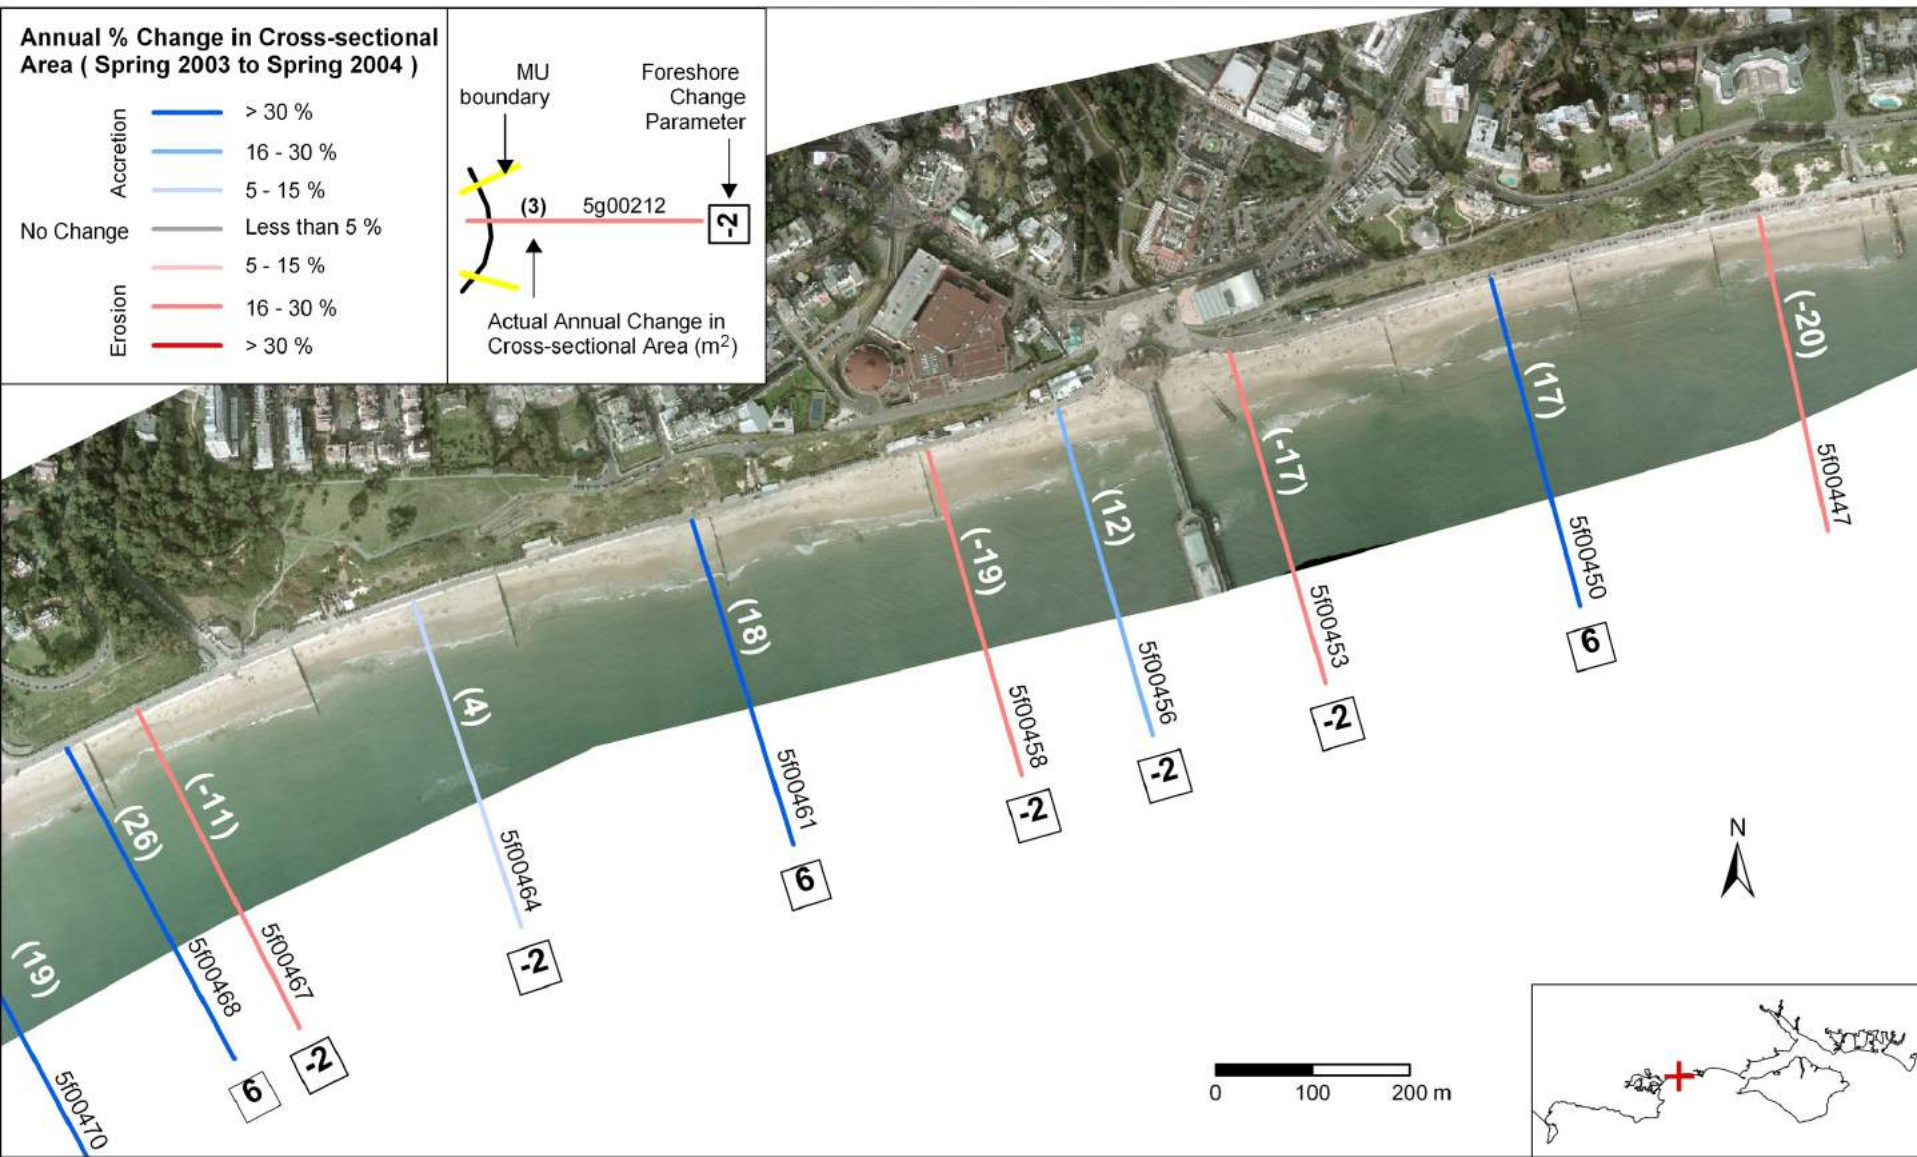 Annual % Change in Cross-sectional
Area ( Spring 2003 to Spring 2004 )
Accretion
> 30 %
16 - 30 %
5 - 15 %
No Change
Less than 5 %
Erosion
5 - 15 %
16 - 30 %
> 30 %
MU
boundary
Foreshore
Change
Parameter
(3)
5g00212
-2
Actual Annual Change in
Cross-sectional Area (m²)
(19)
5f00470
(26)
5f00468
6
(-11)
5f00467
-2
(4)
5f00464
-2
(18)
5f00461
6
(-19)
5f00458
-2
(12)
5f00456
-2
(-17)
5f00453
-2
(17)
5f00450
6
(-20)
5f00447
N
0 100 200 m